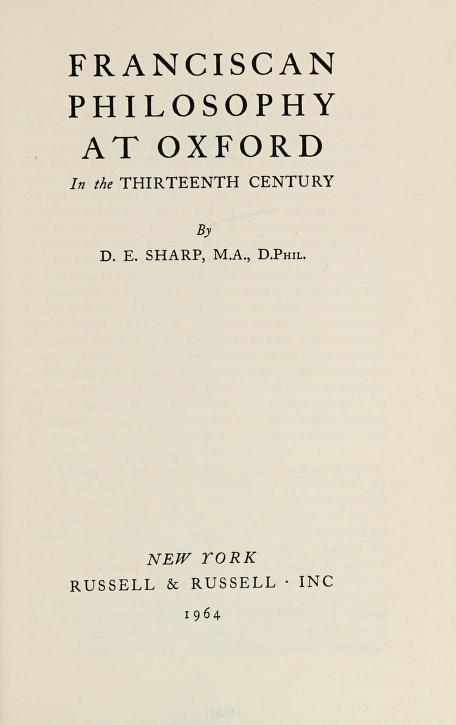 FRANCISCAN
PHILOSOPHY
AT OXFORD
In the THIRTEENTH CENTURY
By
D. E. SHARP, M.A., D.PHIL.
NEW YORK
RUSSELL & RUSSELL · INC
1964